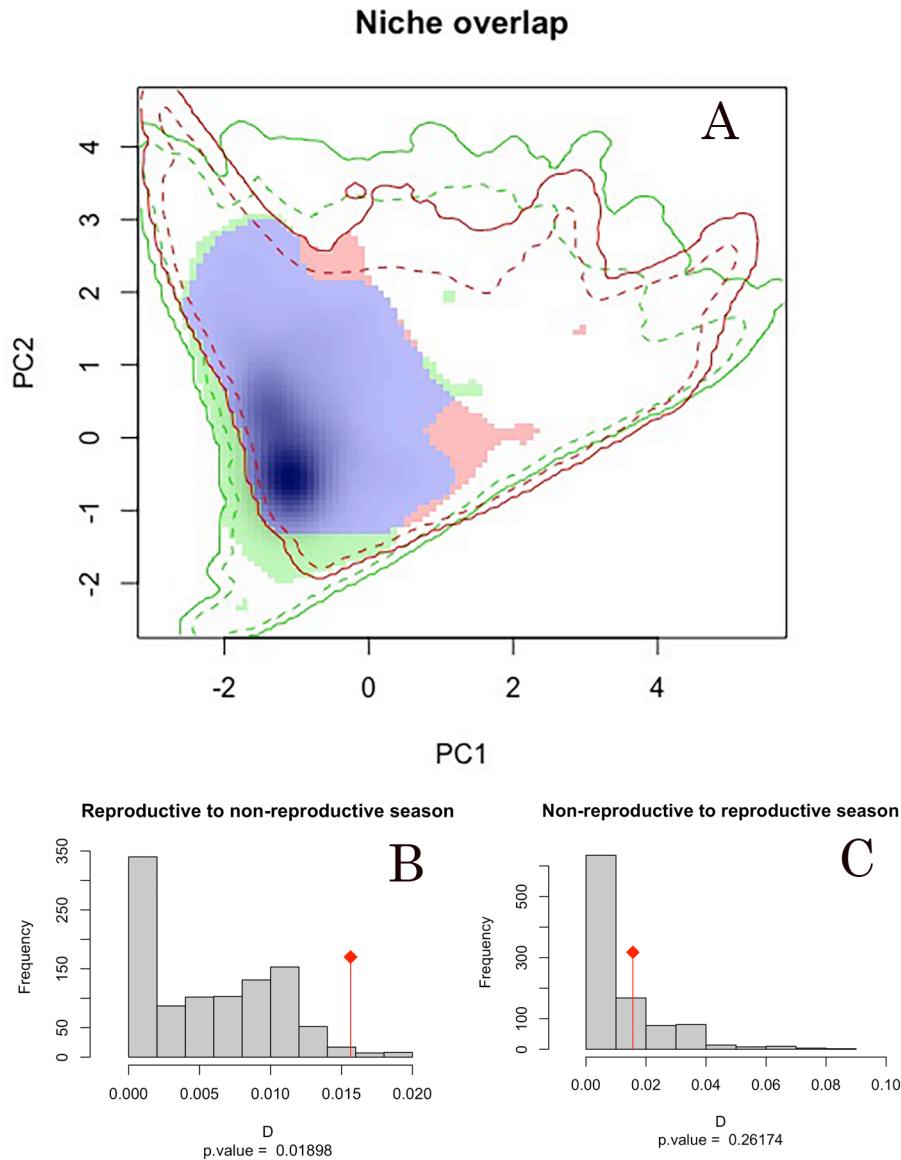 Niche overlap
A
4
3
2
1
0
-1
-2
PC2
-2 0 2 4
PC1
Reproductive to non-reproductive season
B
350
250
150
50
0
Frequency
0.000 0.005 0.010 0.015 0.020
D
p.value = 0.01898
Non-reproductive to reproductive season
C
500
300
100
0
Frequency
0.00 0.02 0.04 0.06 0.08 0.10
D
p.value = 0.26174